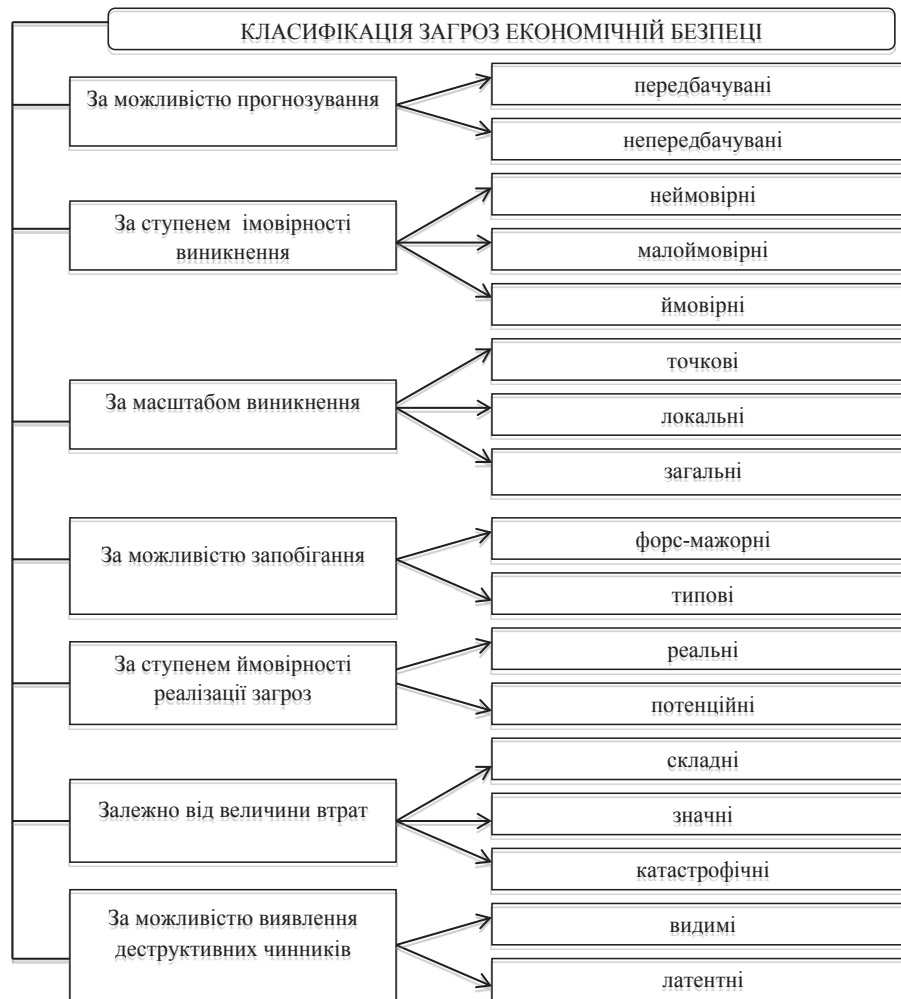 КЛАСИФІКАЦІЯ ЗАГРОЗ ЕКОНОМІЧНІЙ БЕЗПЕЦІ
За можливістю прогнозування
передбачувані
непередбачувані
За ступенем імовірності
виникнення
неймовірні
малоймовірні
ймовірні
За масштабом виникнення
точкові
локальні
загальні
За можливістю запобігання
форс-мажорні
типові
За ступенем ймовірності
реалізації загроз
реальні
потенційні
Залежно від величини втрат
складні
значні
катастрофічні
За можливістю виявлення
деструктивних чинників
видимі
латентні